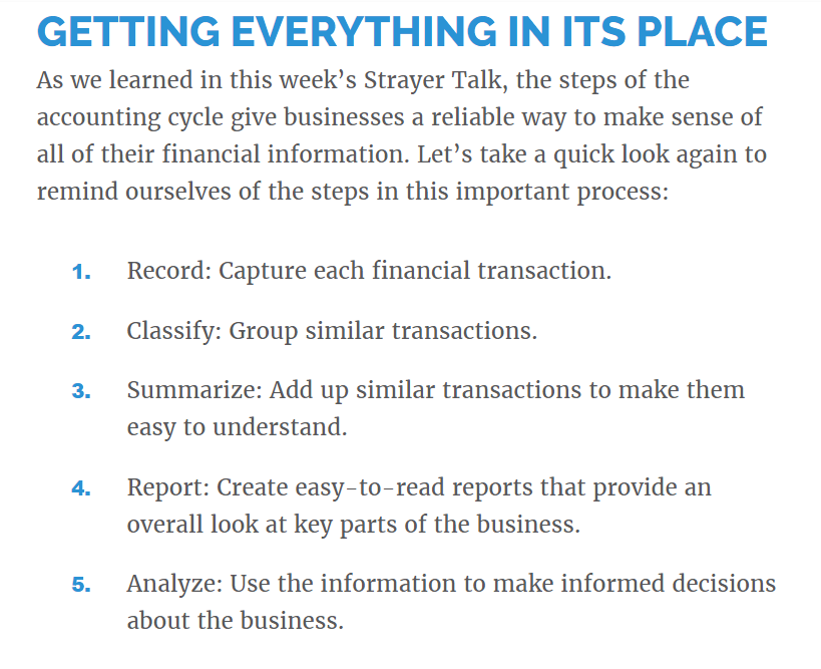 GETTING EVERYTHING IN ITS PLACE
As we learned in this week’s Strayer Talk, the steps of the
accounting cycle give businesses a reliable way to make sense of
all of their financial information. Let’s take a quick look again to
remind ourselves of the steps in this important process:
1. Record: Capture each financial transaction.
2. Classify: Group similar transactions.
3. Summarize: Add up similar transactions to make them
easy to understand.
4. Report: Create easy-to-read reports that provide an
overall look at key parts of the business.
5. Analyze: Use the information to make informed decisions
about the business.